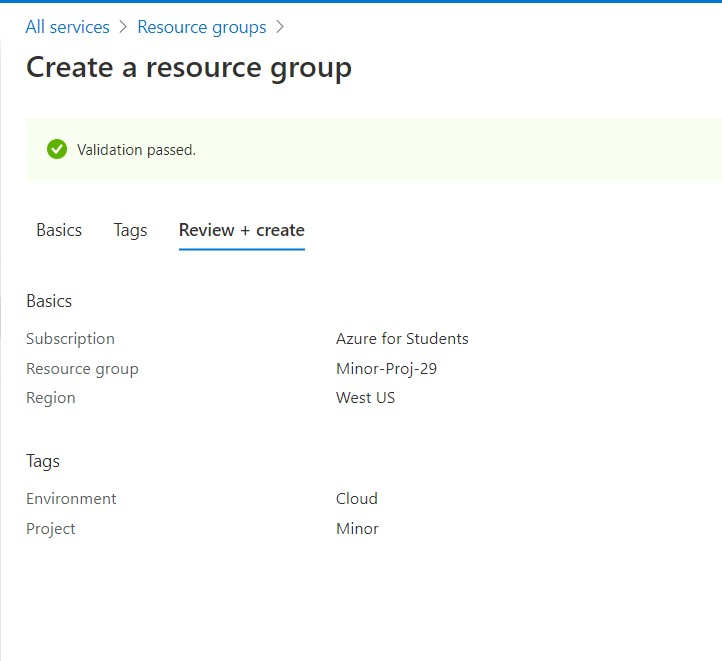 All services > Resource groups >
Create a resource group
Validation passed.
Basics Tags Review + create
Basics
Subscription Azure for Students
Resource group Minor-Proj-29
Region West US
Tags
Environment Cloud
Project Minor